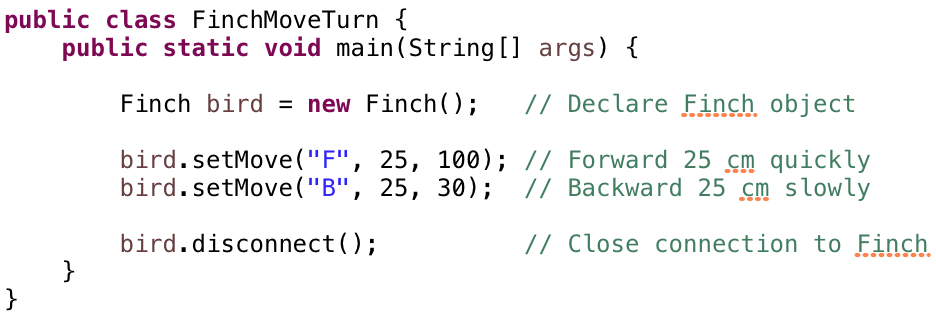 public class FinchMoveTurn {
    public static void main(String[] args) {

        Finch bird = new Finch();   // Declare Finch object

        bird.setMove("F", 25, 100); // Forward 25 cm quickly
        bird.setMove("B", 25, 30);  // Backward 25 cm slowly

        bird.disconnect();          // Close connection to Finch
    }
}